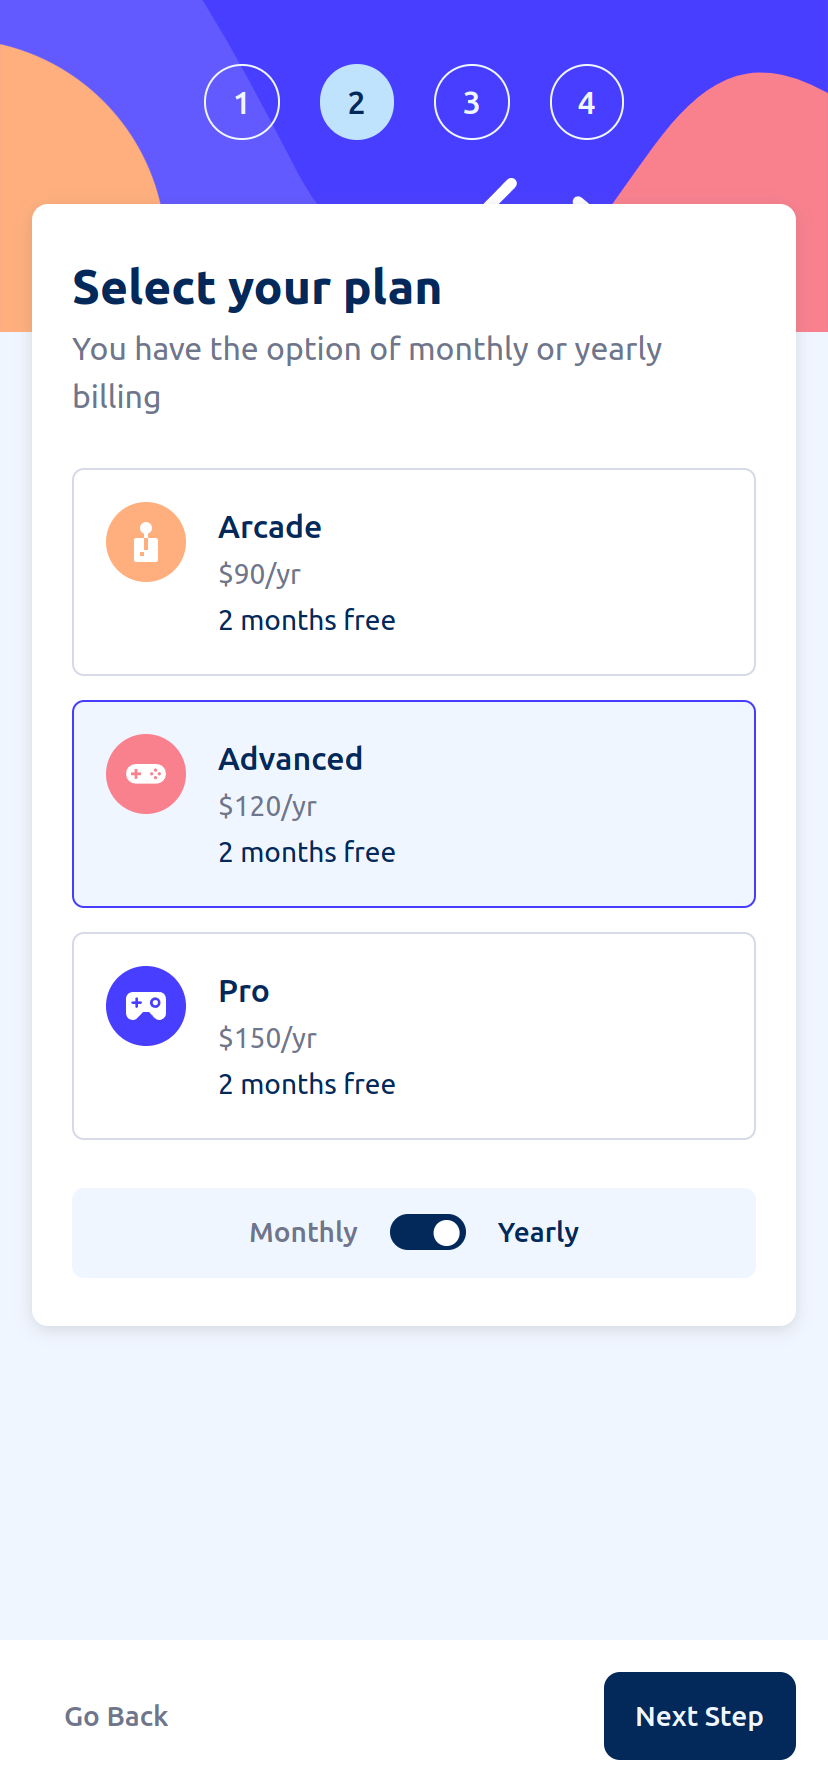 1 2 3 4
Select your plan
You have the option of monthly or yearly
billing
Arcade
$90/yr
2 months free
Advanced
$120/yr
2 months free
Pro
$150/yr
2 months free
Monthly Yearly
Go Back Next Step